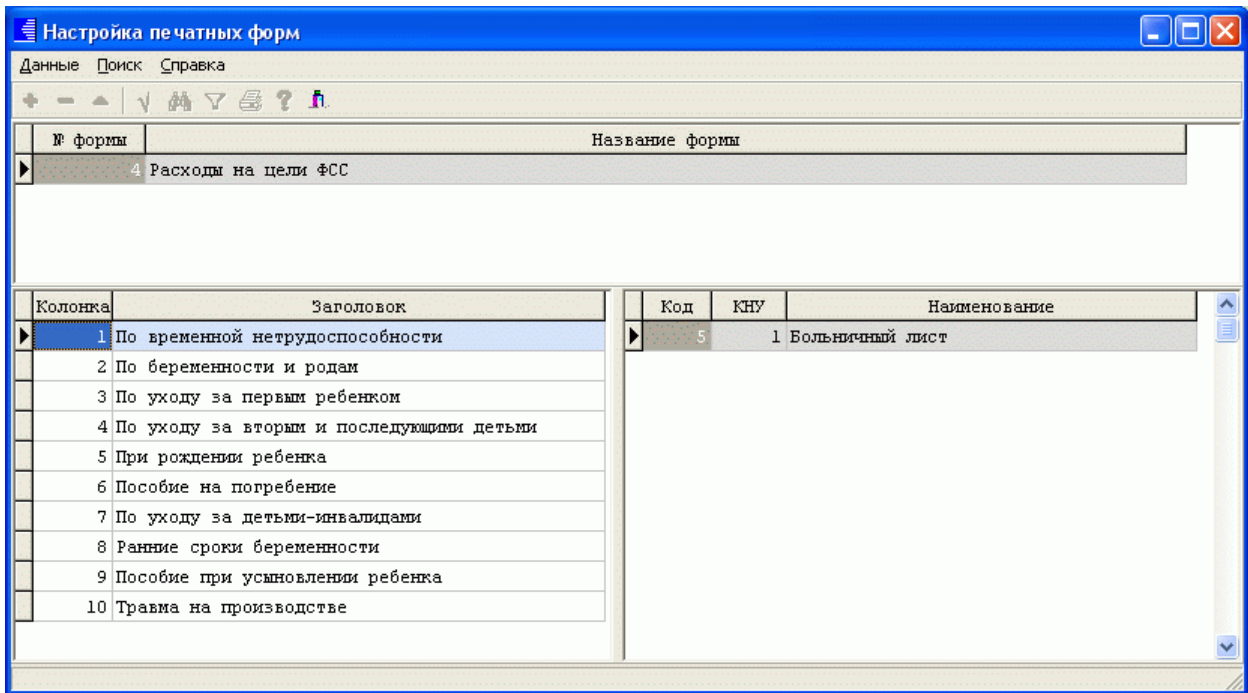 Настройка печатных форм
Данные Поиск Справка
№ формы Название формы
4 Расходы на цели ФСС
Колонка Заголовок
1 По временной нетрудоспособности
2 По беременности и родам
3 По уходу за первым ребенком
4 По уходу за вторым и последующими детьми
5 При рождении ребенка
6 Пособие на погребение
7 По уходу за детьми-инвалидами
8 Ранние сроки беременности
9 Пособие при усыновлении ребенка
10 Травма на производстве
Код КНУ Наименование
5 1 Больничный лист